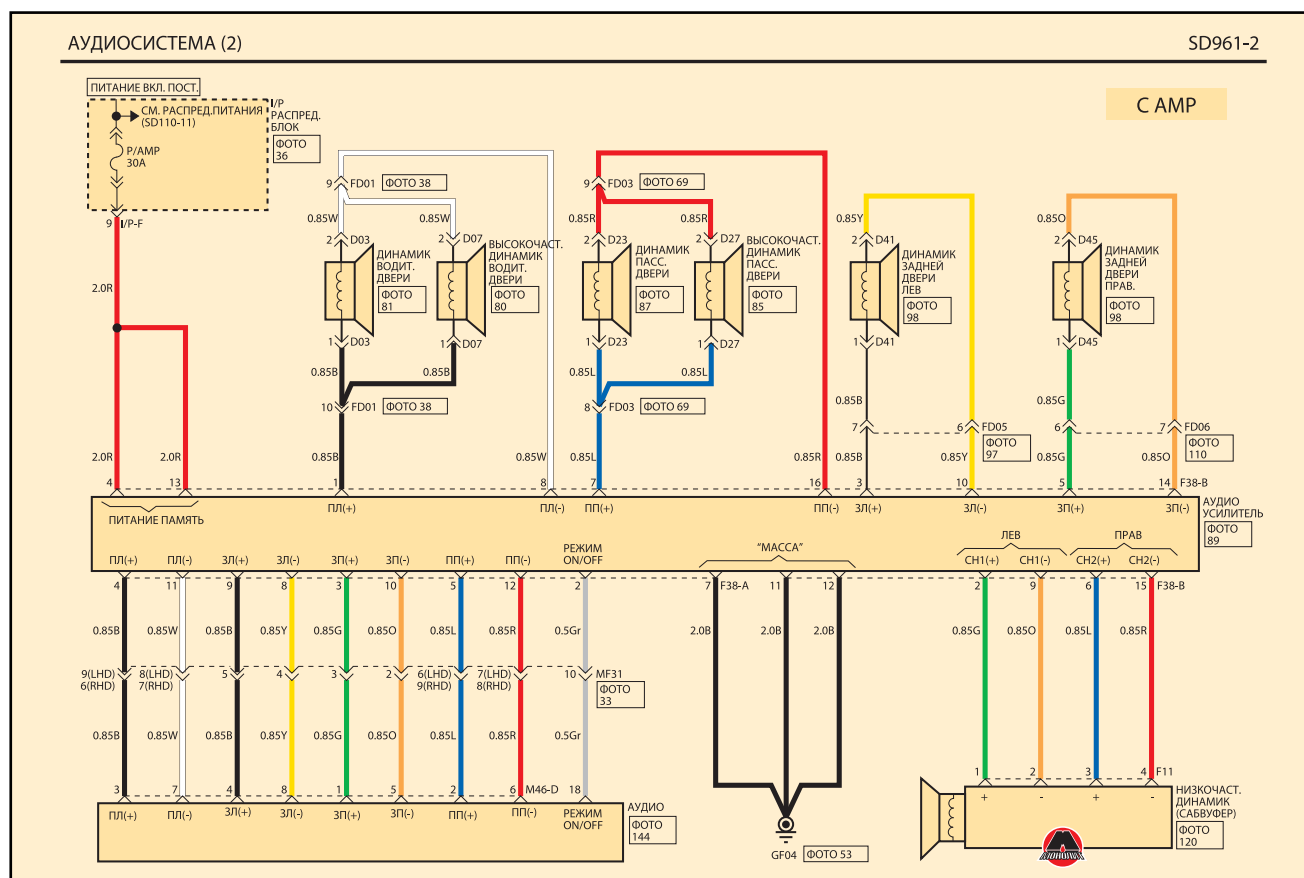 АУДИОСИСТЕМА (2)
SD961-2
ПИТАНИЕ ВКЛ. ПОСТ.
С AMP
СМ. РАСПРЕД.ПИТАНИЯ
(SD110-11)
P/AMP
30A
I/P
РАСПРЕД.
БЛОК
ФОТО
36
9 I/P-F
9 FD01 ФОТО 38
9 FD03 ФОТО 69
0.85W 0.85W 0.85R 0.85R 0.85Y 0.85O
2 D03 2 D07 2 D23 2 D27 2 D41 2 D45
ДИНАМИК
ВОДИТ.
ДВЕРИ
ФОТО
81
ВЫСОКОЧАСТ.
ДИНАМИК
ВОДИТ.
ДВЕРИ
ФОТО
80
ДИНАМИК
ПАСС.
ДВЕРИ
ФОТО
87
ВЫСОКОЧАСТ.
ДИНАМИК
ПАСС.
ДВЕРИ
ФОТО
85
ДИНАМИК
ЗАДНЕЙ
ДВЕРИ
ЛЕВ
ФОТО
98
ДИНАМИК
ЗАДНЕЙ
ДВЕРИ
ПРАВ.
ФОТО
98
2.0R
1 D03 1 D07 1 D23 1 D27 1 D41 1 D45
0.85B 0.85B 0.85L 0.85L 0.85B 0.85G
10 FD01 ФОТО 38
8 FD03 ФОТО 69
7 6 FD05
ФОТО
97
6 7 FD06
ФОТО
110
2.0R 2.0R 0.85B 0.85W 0.85L 0.85R 0.85B 0.85Y 0.85G 0.85O
4 13 1 8 7 16 3 10 5 14 F38-B
ПИТАНИЕ ПАМЯТЬ
ПЛ(+) ПЛ(-) ПП(+) ПП(-) ЗЛ(+) ЗЛ(-) ЗП(+) ЗП(-)
АУДИО
УСИЛИТЕЛЬ
ФОТО
89
ПЛ(+) ПЛ(-) ЗЛ(+) ЗЛ(-) ЗП(+) ЗП(-) ПП(+) ПП(-)
РЕЖИМ
ON/OFF
“МАССА”
ЛЕВ ПРАВ
CH1(+) CH1(-) CH2(+) CH2(-)
4 11 9 8 3 10 5 12 2 7 F38-A 11 12 2 9 6 15 F38-B
0.85B 0.85W 0.85B 0.85Y 0.85G 0.85O 0.85L 0.85R 0.5Gr 2.0B 2.0B 2.0B 0.85G 0.85O 0.85L 0.85R
9(LHD) 8(LHD) 5 4 3 2 6(LHD) 7(LHD) 10 MF31
6(RHD) 7(RHD) 9(RHD) 8(RHD)
ФОТО
33
0.85B 0.85W 0.85B 0.85Y 0.85G 0.85O 0.85L 0.85R 0.5Gr
3 7 4 8 1 5 2 6 M46-D 18
ПЛ(+) ПЛ(-) ЗЛ(+) ЗЛ(-) ЗП(+) ЗП(-) ПП(+) ПП(-)
РЕЖИМ
ON/OFF
АУДИО
ФОТО
144
GF04 ФОТО 53
1 2 3 4 F11
+ - + -
НИЗКОЧАСТ.
ДИНАМИК
(САБВУФЕР)
ФОТО
120
МОНОЛИТ